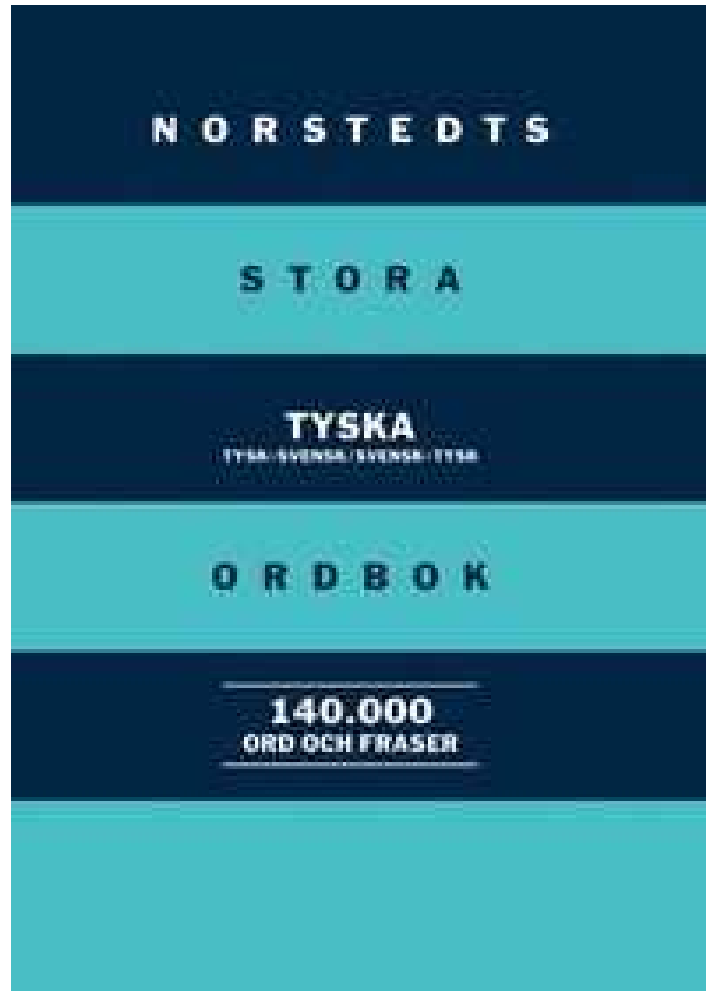 NORSTEDTS
STORA
TYSKA
TYSK-SVENSK/SVENSK-TYSK
ORDBOK
140.000
ORD OCH FRASER